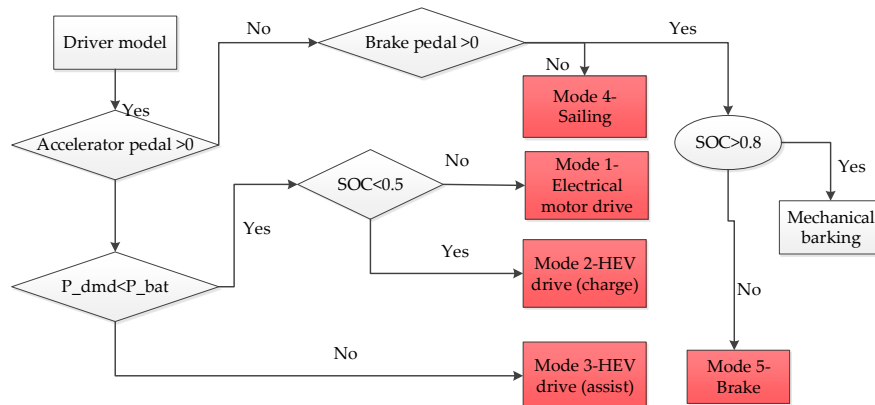 Driver model
No
Brake pedal >0
Yes
No
Mode 4-
Sailing
Yes
Accelerator pedal >0
SOC<0.5
No
Mode 1-
Electrical
motor drive
SOC>0.8
Yes
Mechanical
barking
Yes
Yes
Mode 2-HEV
drive (charge)
P_dmd<P_bat
No
No
Mode 3-HEV
drive (assist)
Mode 5-
Brake